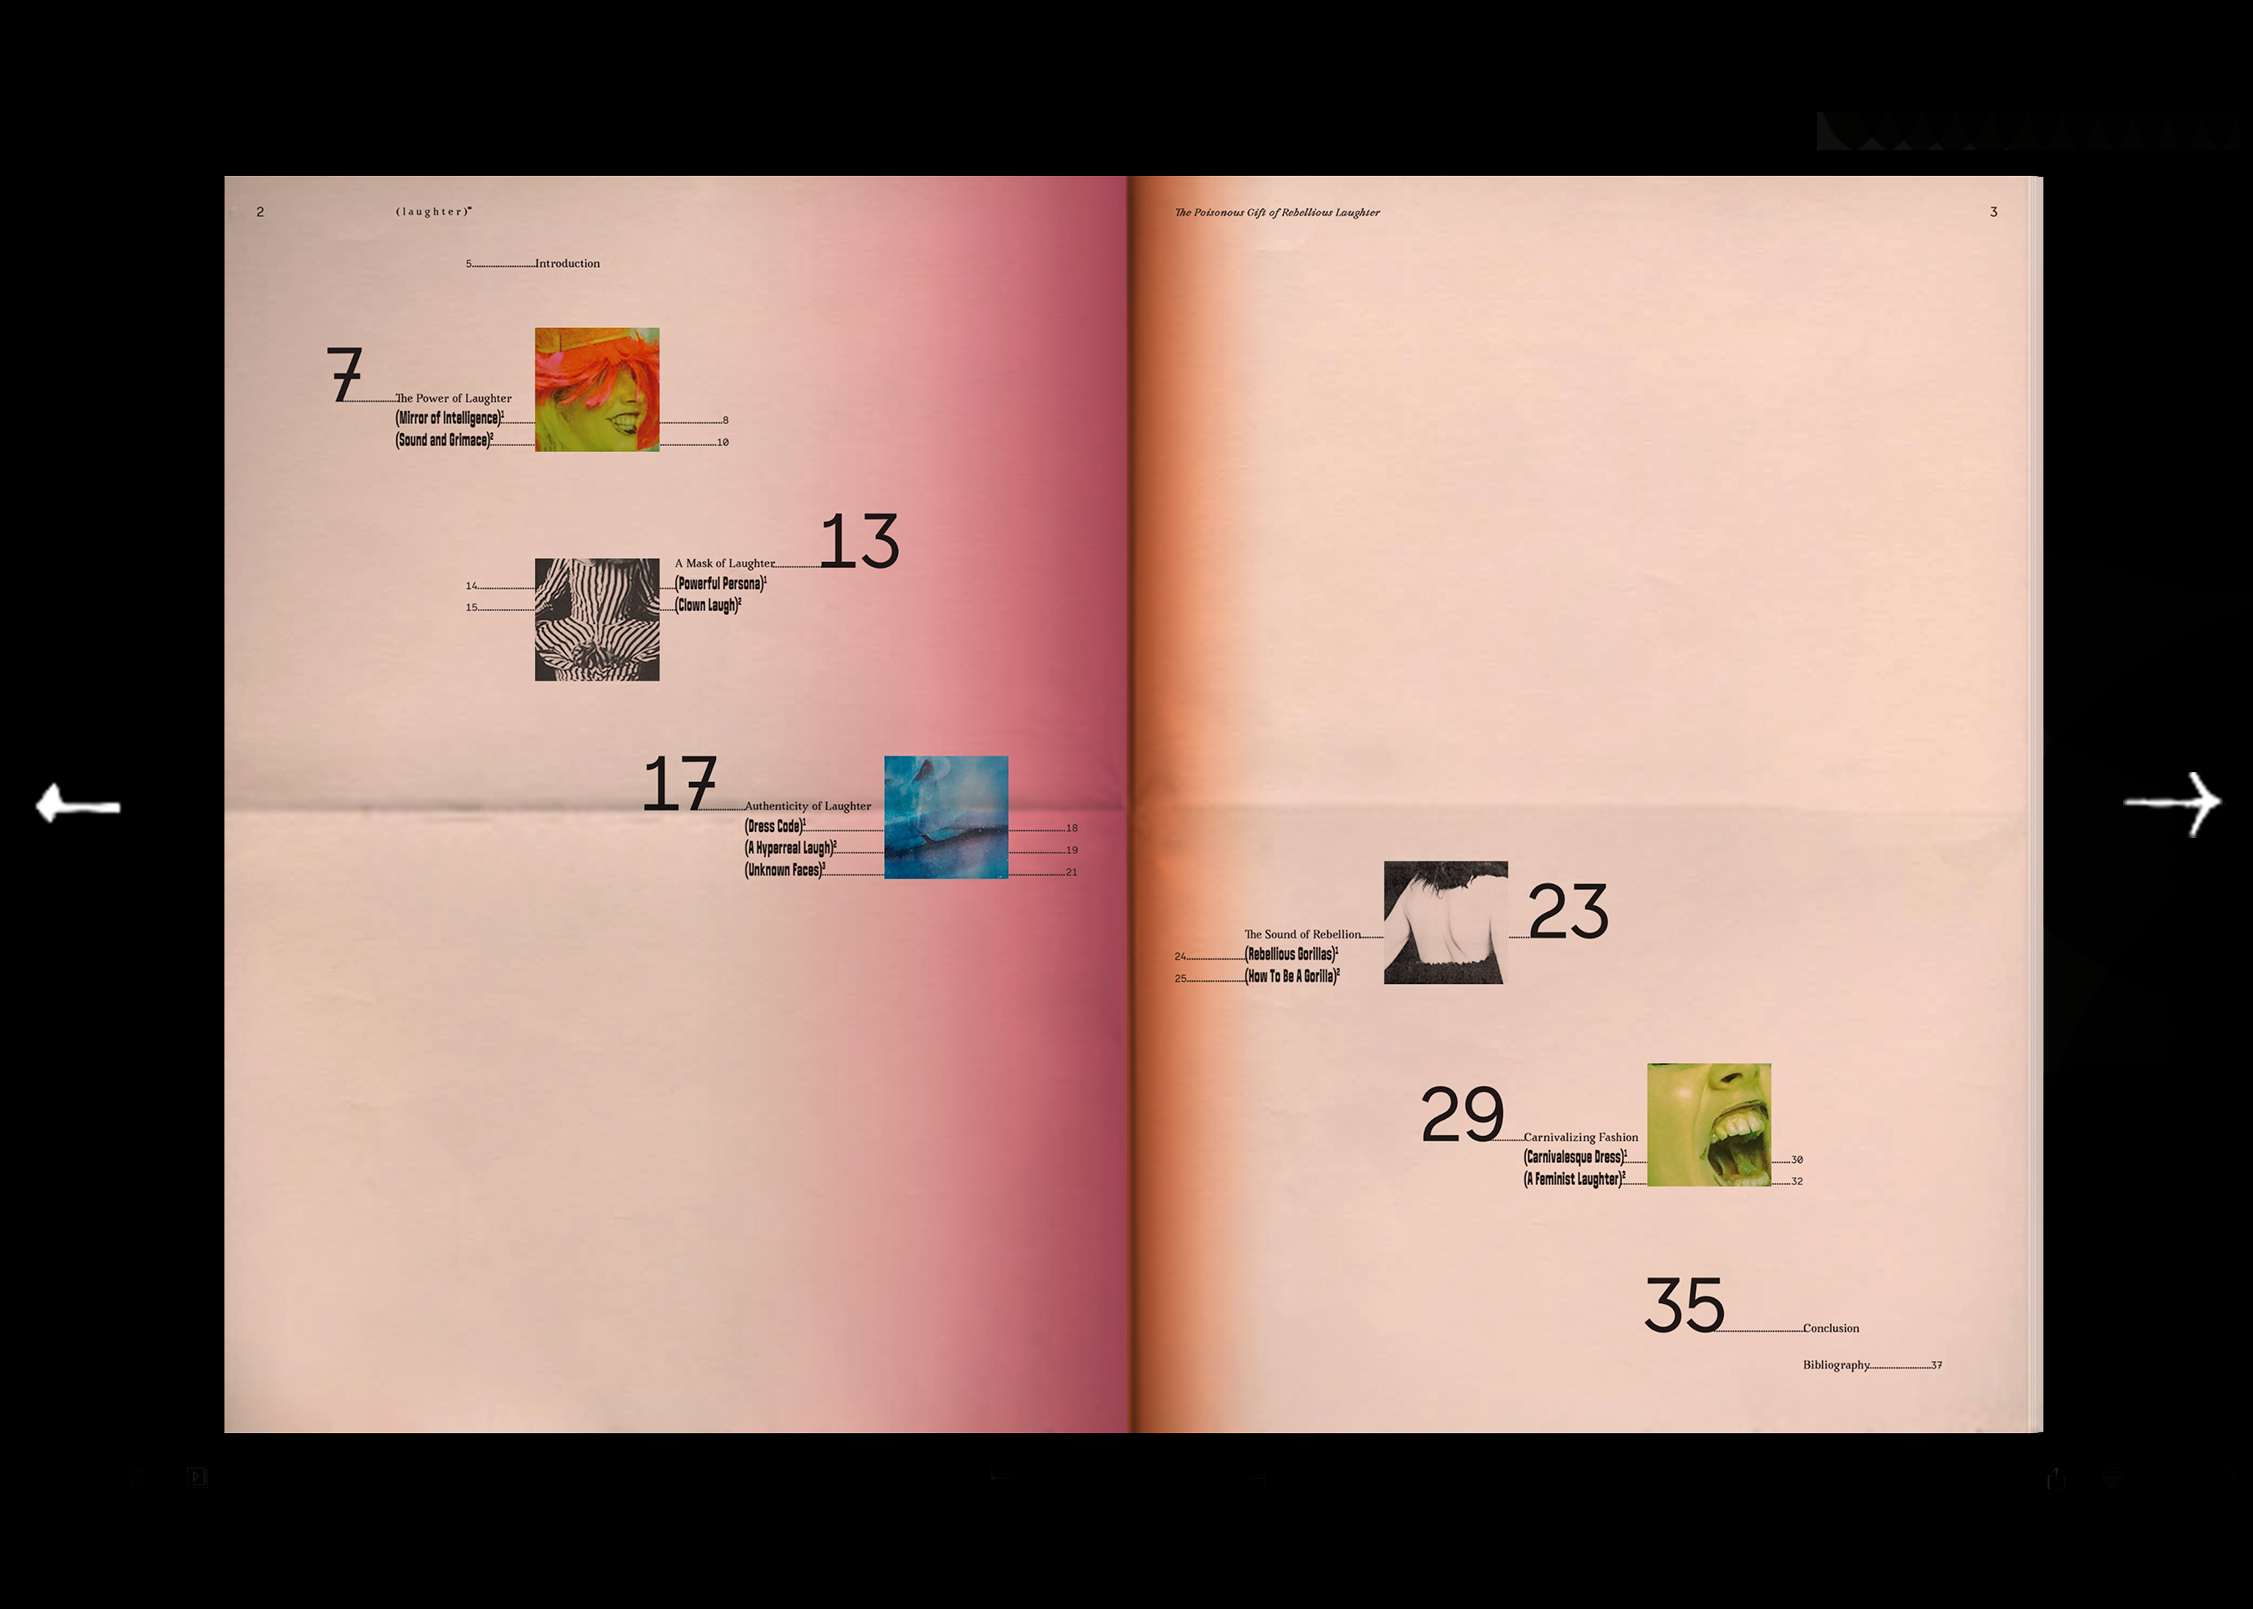 2 (laughter)"
5........................Introduction
7....................The Power of Laughter
(Mirror of Intelligence)¹........................8
(Sound and Grimace)²........................10
A Mask of Laughter....................13
14........................(Powerful Persona)¹
15........................(Clown Laugh)²
17....................Authenticity of Laughter
(Dress Code)¹........................18
(A Hyperreal Laugh)²........................19
(Unknown Faces)³........................21
The Poisonous Gift of Rebellious Laughter 3
The Sound of Rebellion....................23
24........................(Rebellious Gorillas)¹
25........................(How To Be A Gorilla)²
29............Carnivalizing Fashion
(Carnivalesque Dress)¹................30
(A Feminist Laughter)²................32
35................................Conclusion
Bibliography........................37